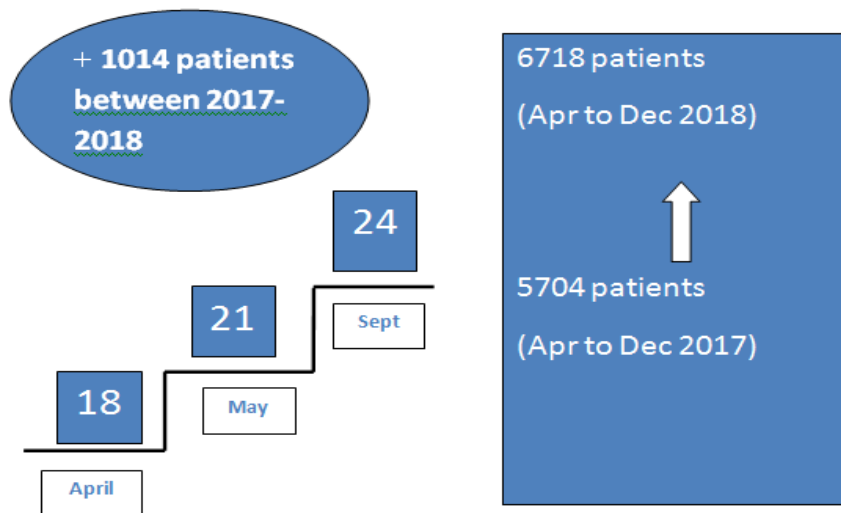 + 1014 patients
between 2017-
2018
6718 patients
(Apr to Dec 2018)
5704 patients
(Apr to Dec 2017)
24
Sept
21
May
18
April